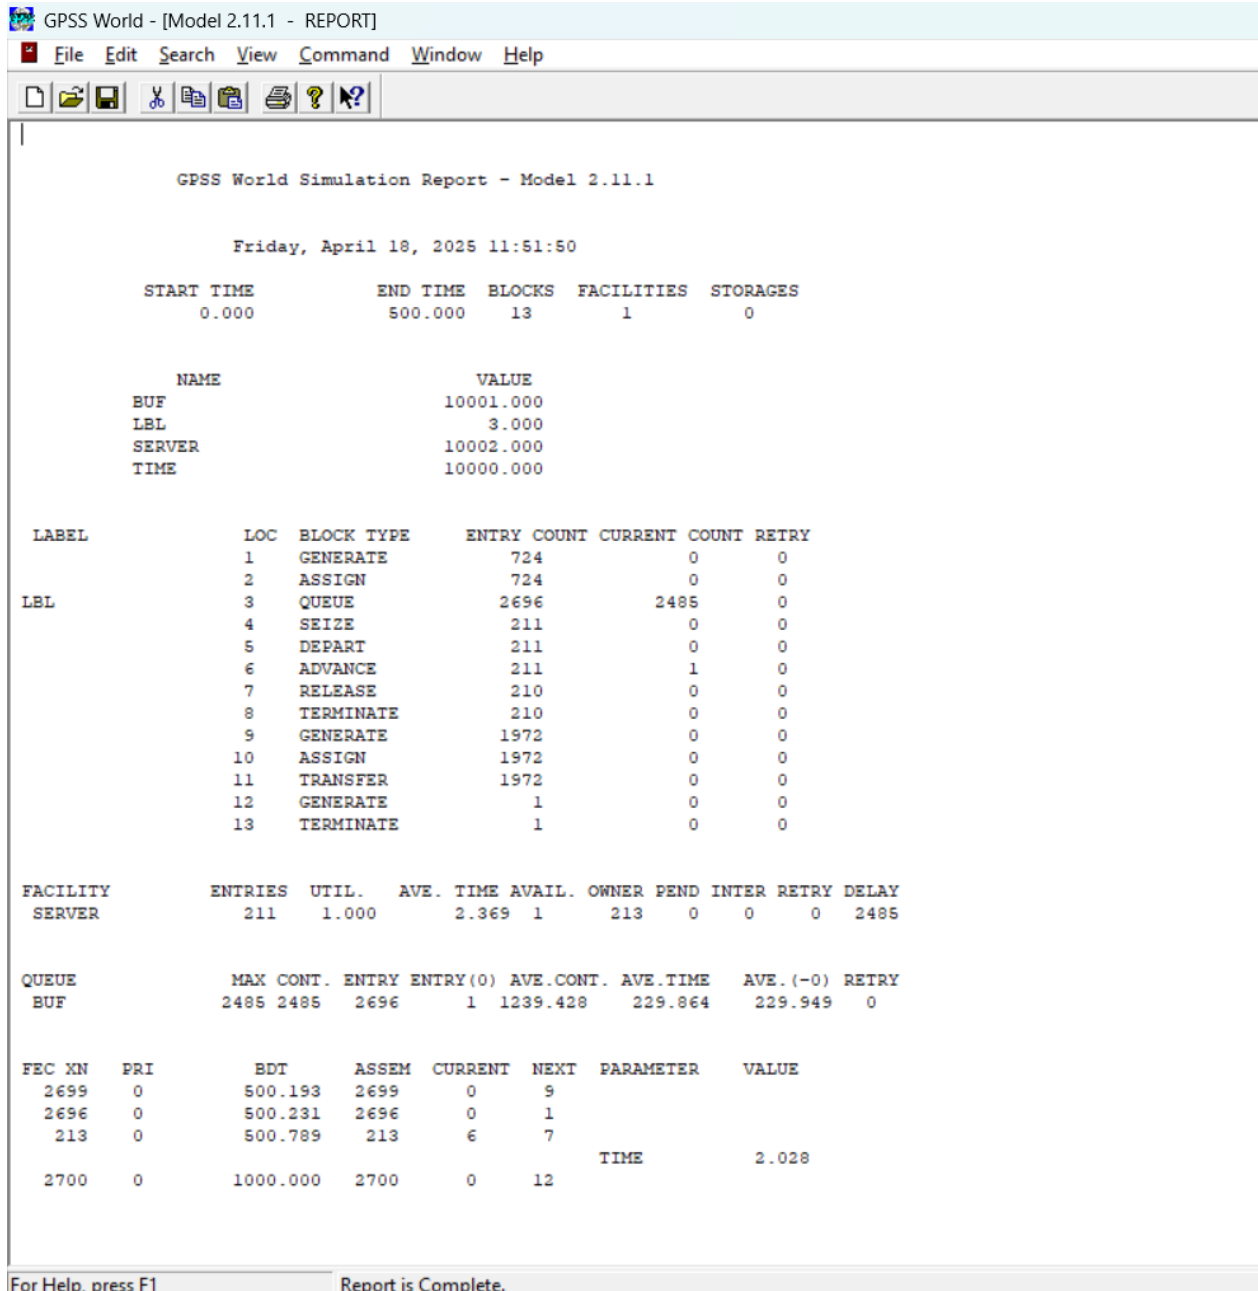 GPSS World - [Model 2.11.1 - REPORT]
File Edit Search View Command Window Help
GPSS World Simulation Report - Model 2.11.1
Friday, April 18, 2025 11:51:50
START TIME END TIME BLOCKS FACILITIES STORAGES
0.000 500.000 13 1 0
NAME VALUE
BUF 10001.000
LBL 3.000
SERVER 10002.000
TIME 10000.000
LABEL LOC BLOCK TYPE ENTRY COUNT CURRENT COUNT RETRY
1 GENERATE 724 0 0
2 ASSIGN 724 0 0
LBL 3 QUEUE 2696 2485 0
4 SEIZE 211 0 0
5 DEPART 211 0 0
6 ADVANCE 211 1 0
7 RELEASE 210 0 0
8 TERMINATE 210 0 0
9 GENERATE 1972 0 0
10 ASSIGN 1972 0 0
11 TRANSFER 1972 0 0
12 GENERATE 1 0 0
13 TERMINATE 1 0 0
FACILITY ENTRIES UTIL. AVE. TIME AVAIL. OWNER PEND INTER RETRY DELAY
SERVER 211 1.000 2.369 1 213 0 0 0 2485
QUEUE MAX CONT. ENTRY ENTRY(0) AVE.CONT. AVE.TIME AVE.(-0) RETRY
BUF 2485 2485 2696 1 1239.428 229.864 229.949 0
FEC XN PRI BDT ASSEM CURRENT NEXT PARAMETER VALUE
2699 0 500.193 2699 0 9
2696 0 500.231 2696 0 1
213 0 500.789 213 6 7
TIME 2.028
2700 0 1000.000 2700 0 12
For Help, press F1 Report is Complete.